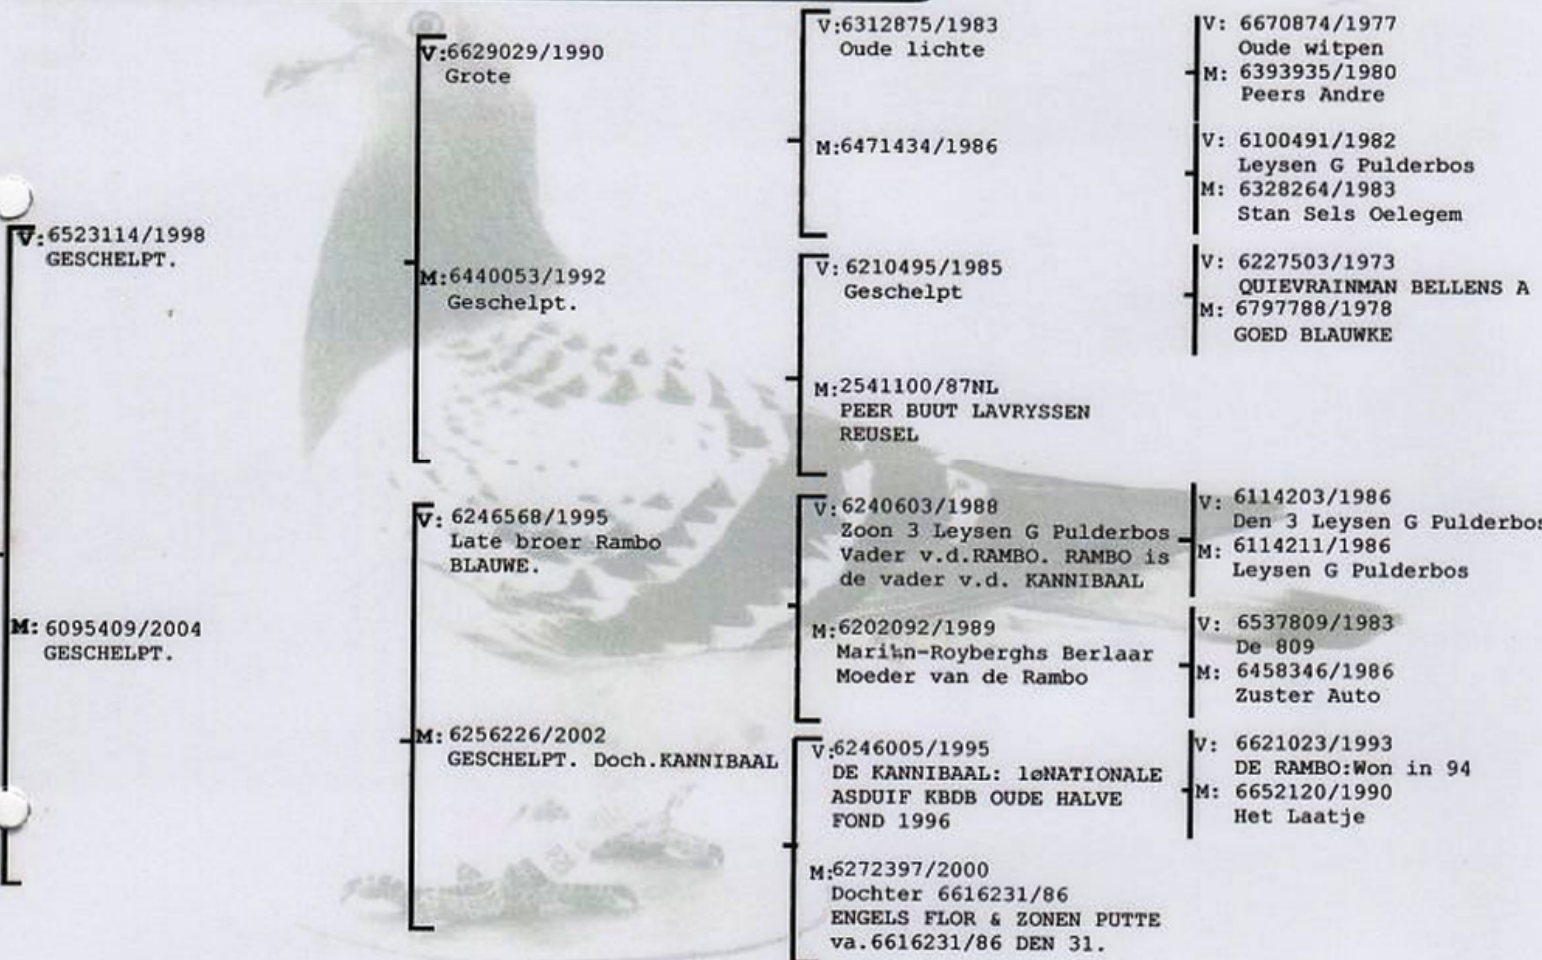 V:6523114/1998
GESCHELPT.
M: 6095409/2004
GESCHELPT.
V:6629029/1990
Grote
M:6440053/1992
Geschelpt.
V: 6246568/1995
Late broer Rambo
BLAUWE.
M: 6256226/2002
GESCHELPT. Doch.KANNIBAAL
V:6312875/1983
Oude lichte
M:6471434/1986
V: 6210495/1985
Geschelpt
M:2541100/87NL
PEER BUUT LAVRYSSEN
REUSEL
V:6240603/1988
Zoon 3 Leysen G Pulderbos
Vader v.d.RAMBO. RAMBO is
de vader v.d. KANNIBAAL
M:6202092/1989
Royberghs Berlaar
Moeder van de Rambo
V:6246005/1995
DE KANNIBAAL: 1øNATIONALE
ASDUIF KBDB OUDE HALVE
FOND 1996
M:6272397/2000
Dochter 6616231/86
ENGELS FLOR & ZONEN PUTTE
va.6616231/86 DEN 31.
V: 6670874/1977
Oude witpen
M: 6393935/1980
Peers Andre
V: 6100491/1982
Leysen G Pulderbos
M: 6328264/1983
Stan Sels Oelegem
V: 6227503/1973
QUIEVRAINMAN BELLENS A
M: 6797788/1978
GOED BLAUWKE
V: 6114203/1986
Den 3 Leysen G Pulderbos
M: 6114211/1986
Leysen G Pulderbos
V: 6537809/1983
De 809
M: 6458346/1986
Zuster Auto
V: 6621023/1993
DE RAMBO:Won in 94
M: 6652120/1990
Het Laatje